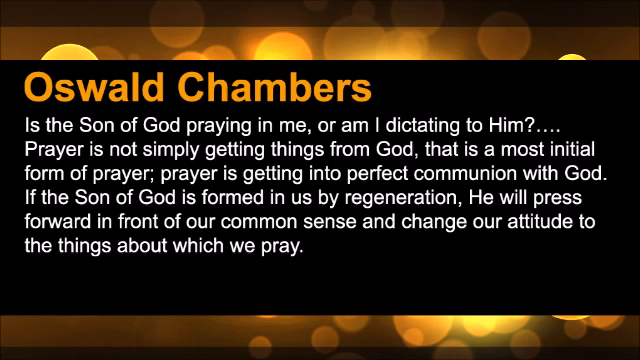 Oswald Chambers
Is the Son of God praying in me, or am I dictating to Him?….
Prayer is not simply getting things from God, that is a most initial
form of prayer; prayer is getting into perfect communion with God.
If the Son of God is formed in us by regeneration, He will press
forward in front of our common sense and change our attitude to
the things about which we pray.